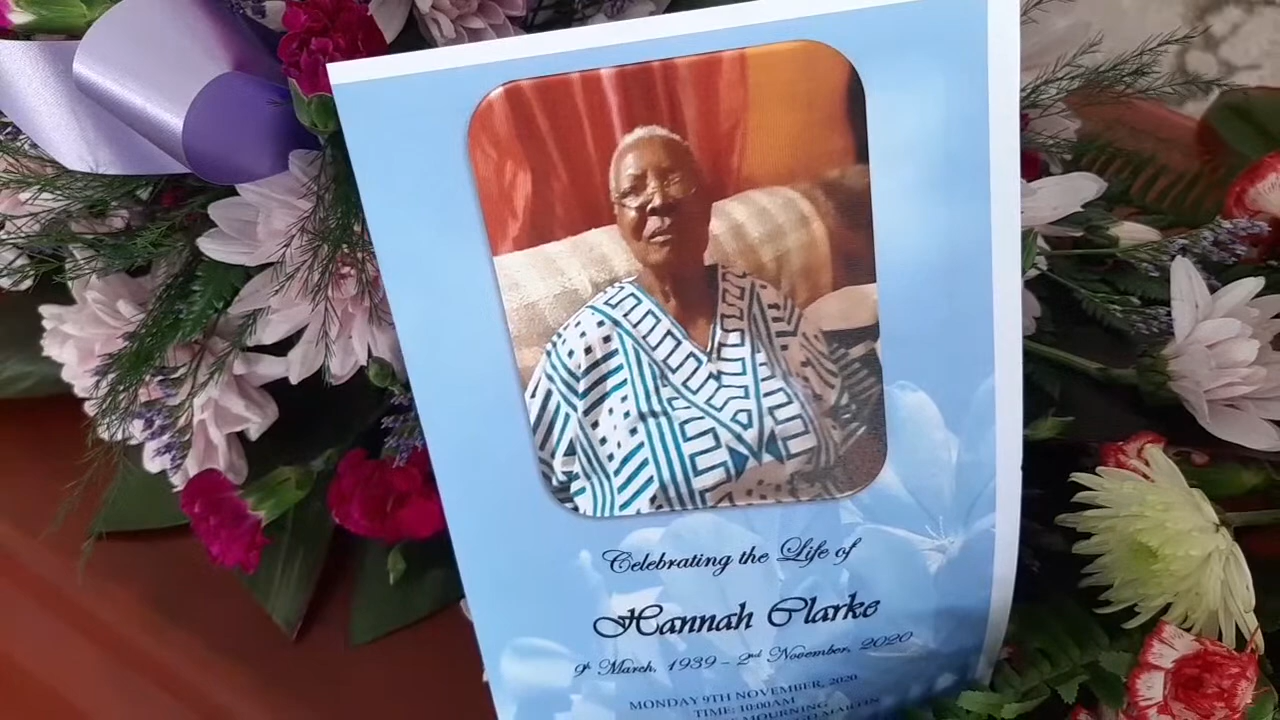 Celebrating the Life of
Hannah Clarke
9th March, 1939 – 2nd November, 2020
MONDAY 9TH NOVEMBER, 2020
TIME: 10:00AM
MOURNING